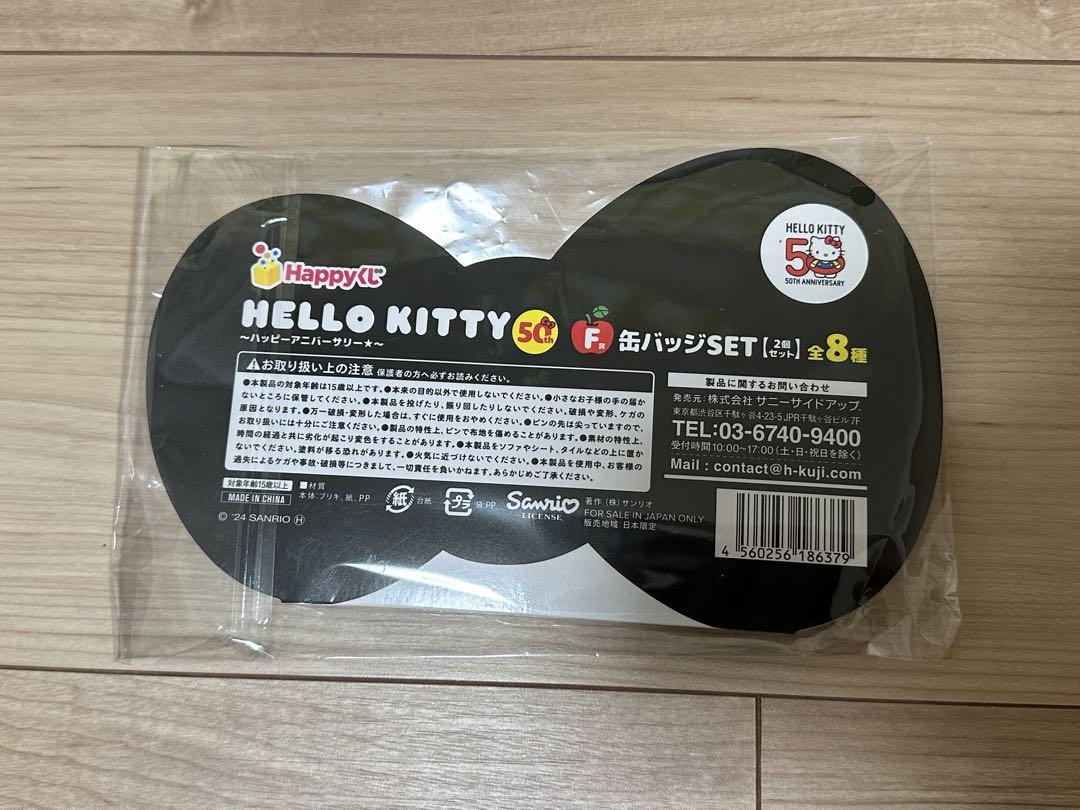 Happyくじ
HELLO KITTY 50th
～ハッピーアニバーサリー★～
F賞 缶バッジSET【2個セット】全8種
HELLO KITTY
50
50TH ANNIVERSARY
⚠お取り扱い上の注意 保護者の方へ必ずお読みください。
●本製品の対象年齢は15歳以上です。●本来の目的以外で使用しないでください。●小さなお子様の手の届か
ないところに保管してください。●本製品を投げたり、振り回したりしないでください。破損や変形、ケガの
原因となります。●万一破損・変形した場合は、すぐに使用をおやめください。●ピンの先は尖っていますので、
お取り扱いには十分にご注意ください。●製品の特性上、ピンで布地を傷めることがあります。●素材の特性上、
時間の経過と共に劣化が起こり変色をすることがあります。●本製品をソファやシート、タイルなどの上に置か
ないでください。塗料が移る恐れがあります。●火気に近づけないでください。●本製品を使用中、お客様の
過失によるケガや事故・破損等につきまして、一切責任を負いかねます。あらかじめご了承ください。
対象年齢15歳以上
MADE IN CHINA
■材質
本体:ブリキ、紙、PP
紙 台紙
プラ 袋:PP
Sanrio
LICENSE
著作 (株)サンリオ
FOR SALE IN JAPAN ONLY
販売地域:日本限定
© '24 SANRIO Ⓗ
製品に関するお問い合わせ
発売元:株式会社 サニーサイドアップ
東京都渋谷区千駄ヶ谷4-23-5 JPR千駄ヶ谷ビル 7F
TEL:03-6740-9400
受付時間10:00~17:00(土・日・祝日を除く)
Mail : contact@h-kuji.com
4 560256 186379